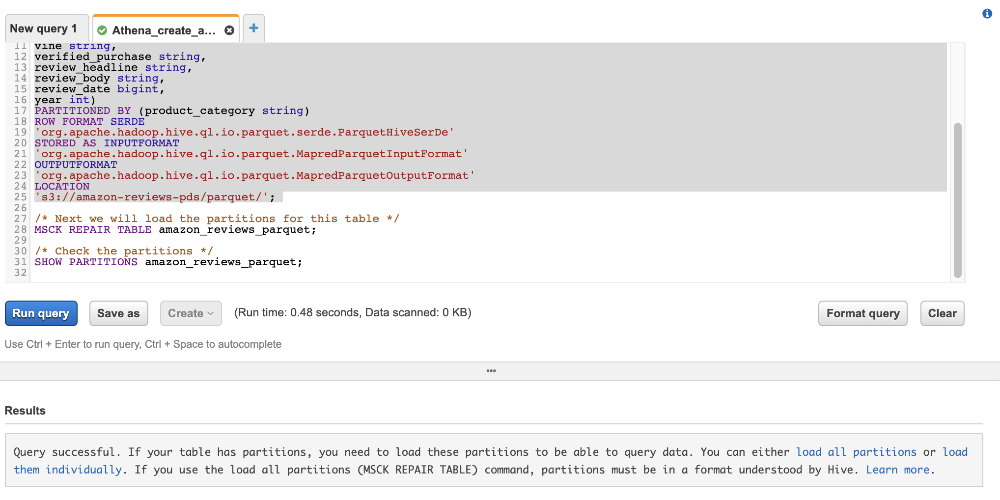 New query 1
Athena_create_a...
11 vine string,
12 verified_purchase string,
13 review_headline string,
14 review_body string,
15 review_date bigint,
16 year int)
17 PARTITIONED BY (product_category string)
18 ROW FORMAT SERDE
19 'org.apache.hadoop.hive.ql.io.parquet.serde.ParquetHiveSerDe'
20 STORED AS INPUTFORMAT
21 'org.apache.hadoop.hive.ql.io.parquet.MapredParquetInputFormat'
22 OUTPUTFORMAT
23 'org.apache.hadoop.hive.ql.io.parquet.MapredParquetOutputFormat'
24 LOCATION
25 's3://amazon-reviews-pds/parquet/';
26
27 /* Next we will load the partitions for this table */
28 MSCK REPAIR TABLE amazon_reviews_parquet;
29
30 /* Check the partitions */
31 SHOW PARTITIONS amazon_reviews_parquet;
32
Run query Save as Create (Run time: 0.48 seconds, Data scanned: 0 KB) Format query Clear
Use Ctrl + Enter to run query, Ctrl + Space to autocomplete
Results
Query successful. If your table has partitions, you need to load these partitions to be able to query data. You can either load all partitions or load
them individually. If you use the load all partitions (MSCK REPAIR TABLE) command, partitions must be in a format understood by Hive. Learn more.